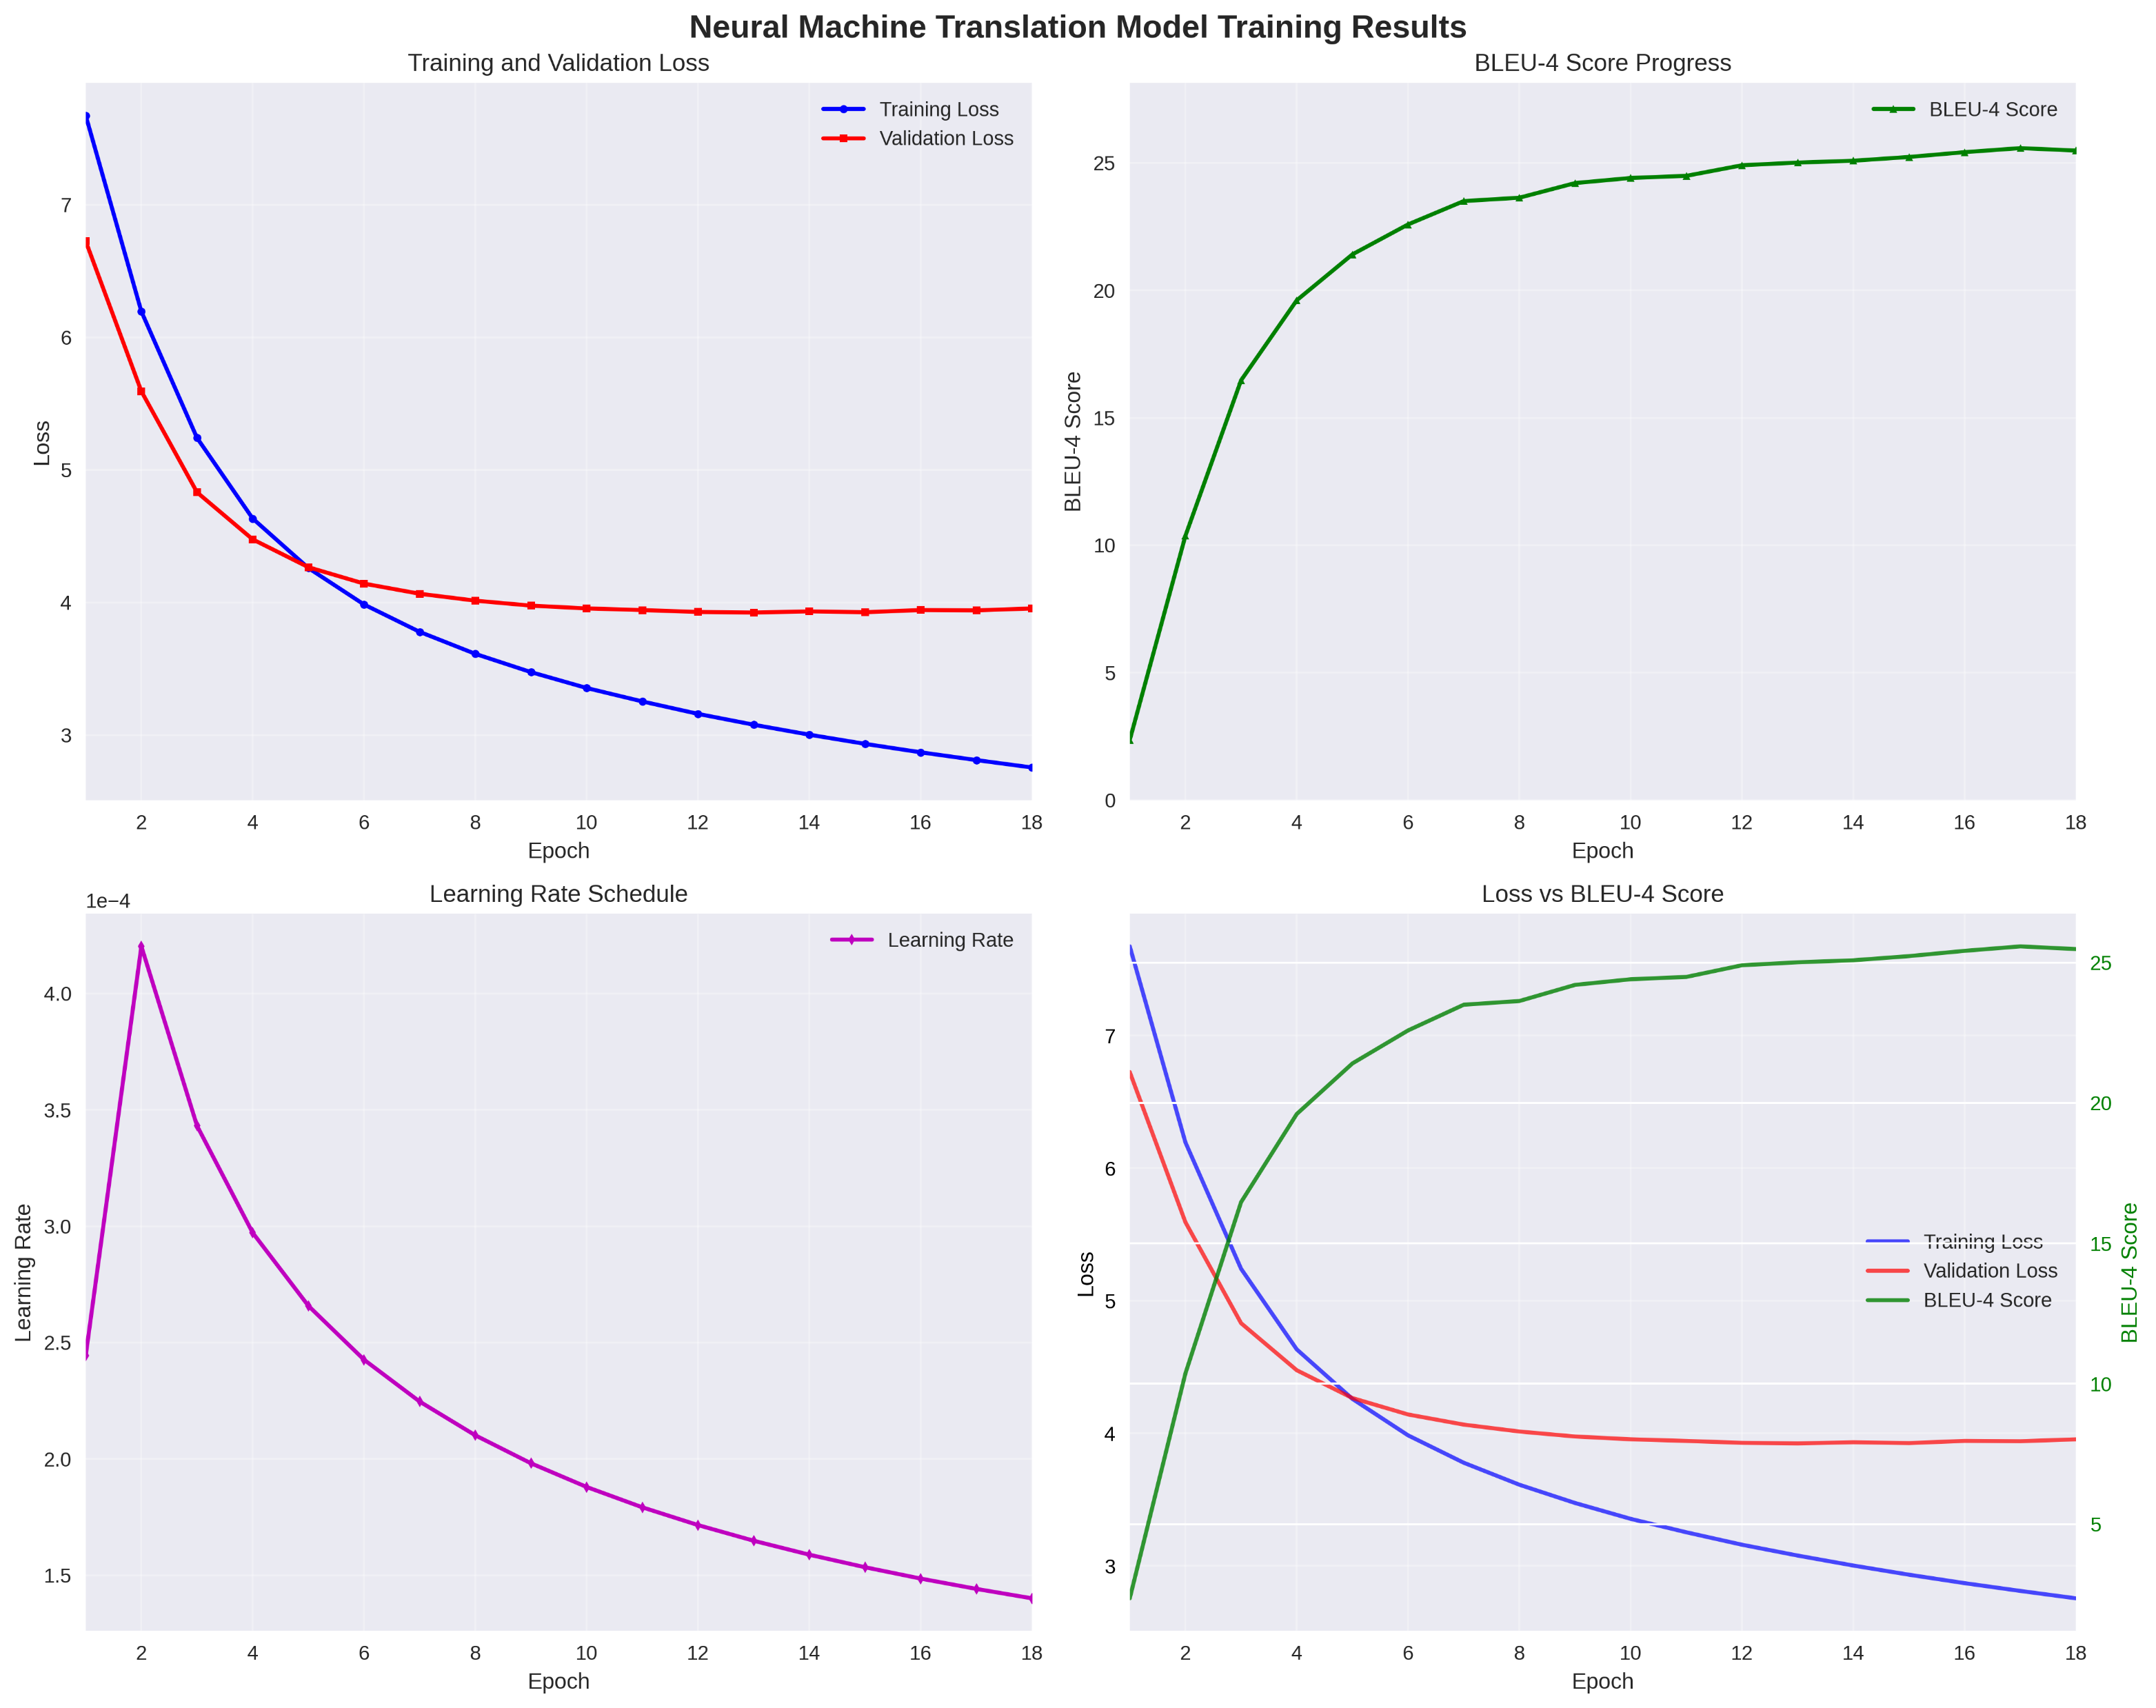 Neural Machine Translation Model Training Results
Training and Validation Loss
Training Loss
Validation Loss
Loss
7
6
5
4
3
2 4 6 8 10 12 14 16 18
Epoch
BLEU-4 Score Progress
BLEU-4 Score
BLEU-4 Score
25
20
15
10
5
0
2 4 6 8 10 12 14 16 18
Epoch
Learning Rate Schedule
1e−4
Learning Rate
Learning Rate
4.0
3.5
3.0
2.5
2.0
1.5
2 4 6 8 10 12 14 16 18
Epoch
Loss vs BLEU-4 Score
Loss
7
6
5
4
3
Training Loss
Validation Loss
BLEU-4 Score
25
20
15
10
5
BLEU-4 Score
2 4 6 8 10 12 14 16 18
Epoch